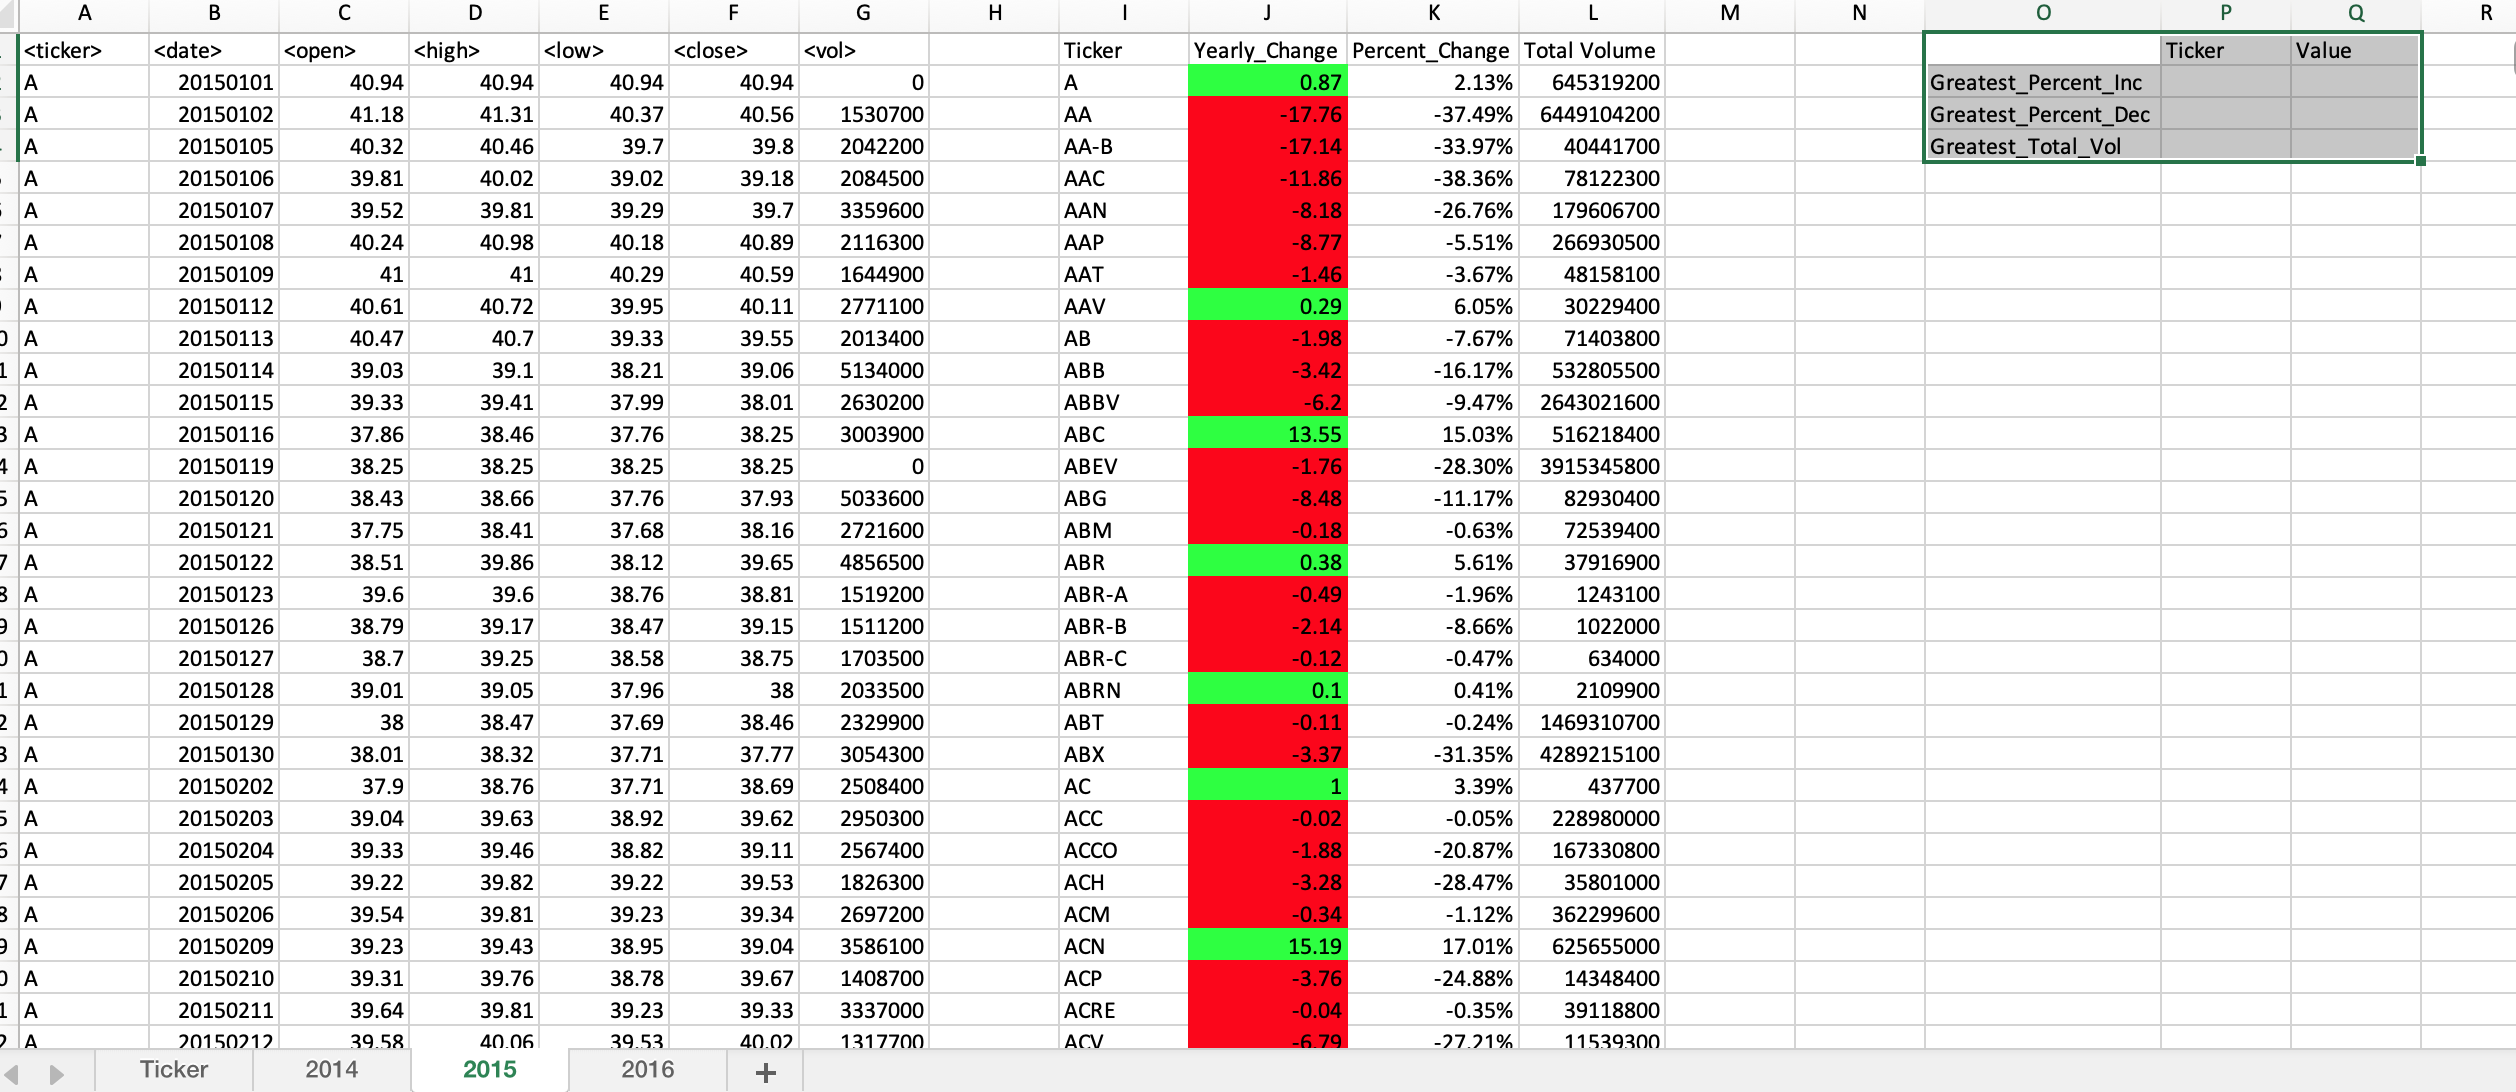 A B C D E F G H I J K L M N O P Q R
<ticker> <date> <open> <high> <low> <close> <vol> Ticker Yearly_Change Percent_Change Total Volume Ticker Value
A 20150101 40.94 40.94 40.94 40.94 0 A 0.87 2.13% 645319200 Greatest_Percent_Inc
A 20150102 41.18 41.31 40.37 40.56 1530700 AA -17.76 -37.49% 6449104200 Greatest_Percent_Dec
A 20150105 40.32 40.46 39.7 39.8 2042200 AA-B -17.14 -33.97% 40441700 Greatest_Total_Vol
A 20150106 39.81 40.02 39.02 39.18 2084500 AAC -11.86 -38.36% 78122300
A 20150107 39.52 39.81 39.29 39.7 3359600 AAN -8.18 -26.76% 179606700
A 20150108 40.24 40.98 40.18 40.89 2116300 AAP -8.77 -5.51% 266930500
A 20150109 41 41 40.29 40.59 1644900 AAT -1.46 -3.67% 48158100
A 20150112 40.61 40.72 39.95 40.11 2771100 AAV 0.29 6.05% 30229400
A 20150113 40.47 40.7 39.33 39.55 2013400 AB -1.98 -7.67% 71403800
A 20150114 39.03 39.1 38.21 39.06 5134000 ABB -3.42 -16.17% 532805500
A 20150115 39.33 39.41 37.99 38.01 2630200 ABBV -6.2 -9.47% 2643021600
A 20150116 37.86 38.46 37.76 38.25 3003900 ABC 13.55 15.03% 516218400
A 20150119 38.25 38.25 38.25 38.25 0 ABEV -1.76 -28.30% 3915345800
A 20150120 38.43 38.66 37.76 37.93 5033600 ABG -8.48 -11.17% 82930400
A 20150121 37.75 38.41 37.68 38.16 2721600 ABM -0.18 -0.63% 72539400
A 20150122 38.51 39.86 38.12 39.65 4856500 ABR 0.38 5.61% 37916900
A 20150123 39.6 39.6 38.76 38.81 1519200 ABR-A -0.49 -1.96% 1243100
A 20150126 38.79 39.17 38.47 39.15 1511200 ABR-B -2.14 -8.66% 1022000
A 20150127 38.7 39.25 38.58 38.75 1703500 ABR-C -0.12 -0.47% 634000
A 20150128 39.01 39.05 37.96 38 2033500 ABRN 0.1 0.41% 2109900
A 20150129 38 38.47 37.69 38.46 2329900 ABT -0.11 -0.24% 1469310700
A 20150130 38.01 38.32 37.71 37.77 3054300 ABX -3.37 -31.35% 4289215100
A 20150202 37.9 38.76 37.71 38.69 2508400 AC 1 3.39% 437700
A 20150203 39.04 39.63 38.92 39.62 2950300 ACC -0.02 -0.05% 228980000
A 20150204 39.33 39.46 38.82 39.11 2567400 ACCO -1.88 -20.87% 167330800
A 20150205 39.22 39.82 39.22 39.53 1826300 ACH -3.28 -28.47% 35801000
A 20150206 39.54 39.81 39.23 39.34 2697200 ACM -0.34 -1.12% 362299600
A 20150209 39.23 39.43 38.95 39.04 3586100 ACN 15.19 17.01% 625655000
A 20150210 39.31 39.76 38.78 39.67 1408700 ACP -3.76 -24.88% 14348400
A 20150211 39.64 39.81 39.23 39.33 3337000 ACRE -0.04 -0.35% 39118800
A 20150212 39.58 40.06 39.53 40.02 1317700 ACV -6.79 -27.21% 11539300
Ticker 2014 2015 2016 +